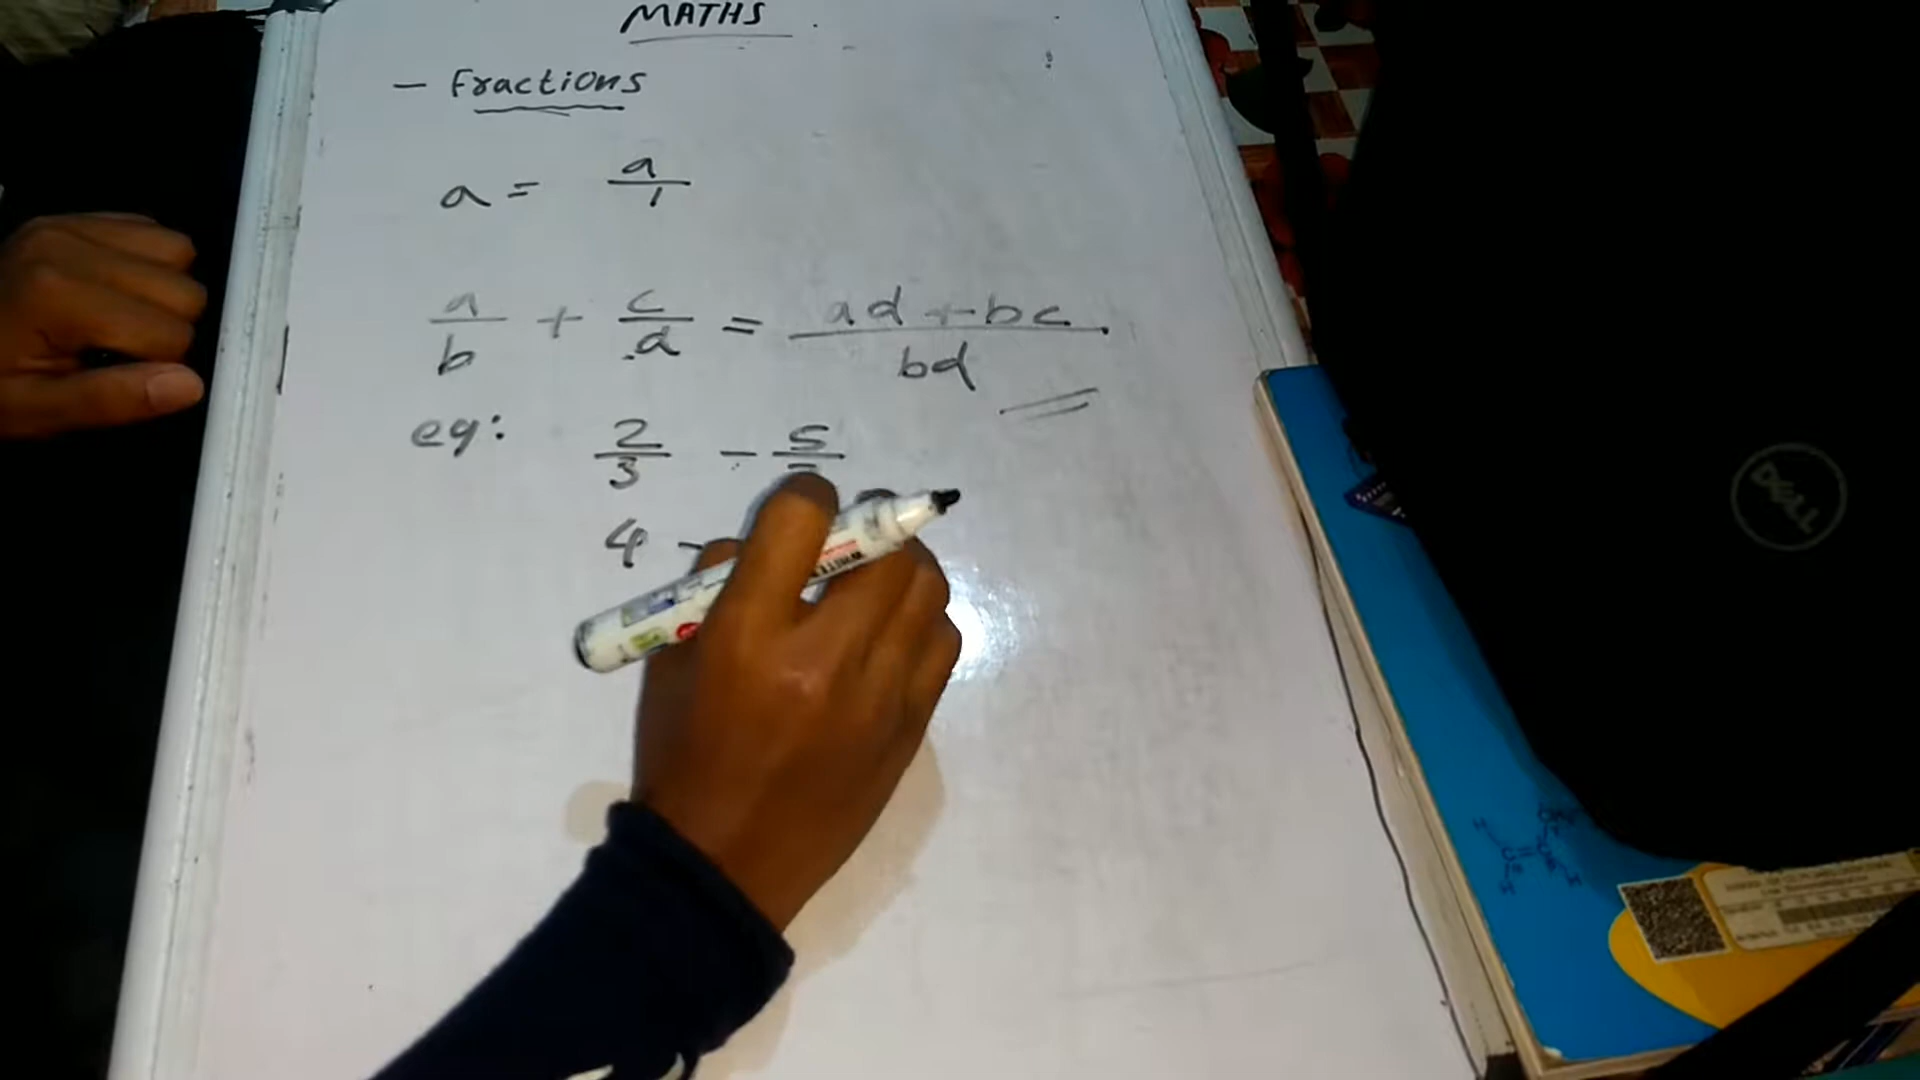 MATHS
- Fractions
a = a/1
a/b + c/d = ad + bc/bd
eg: 2/3 - 5/
4 -
DELL